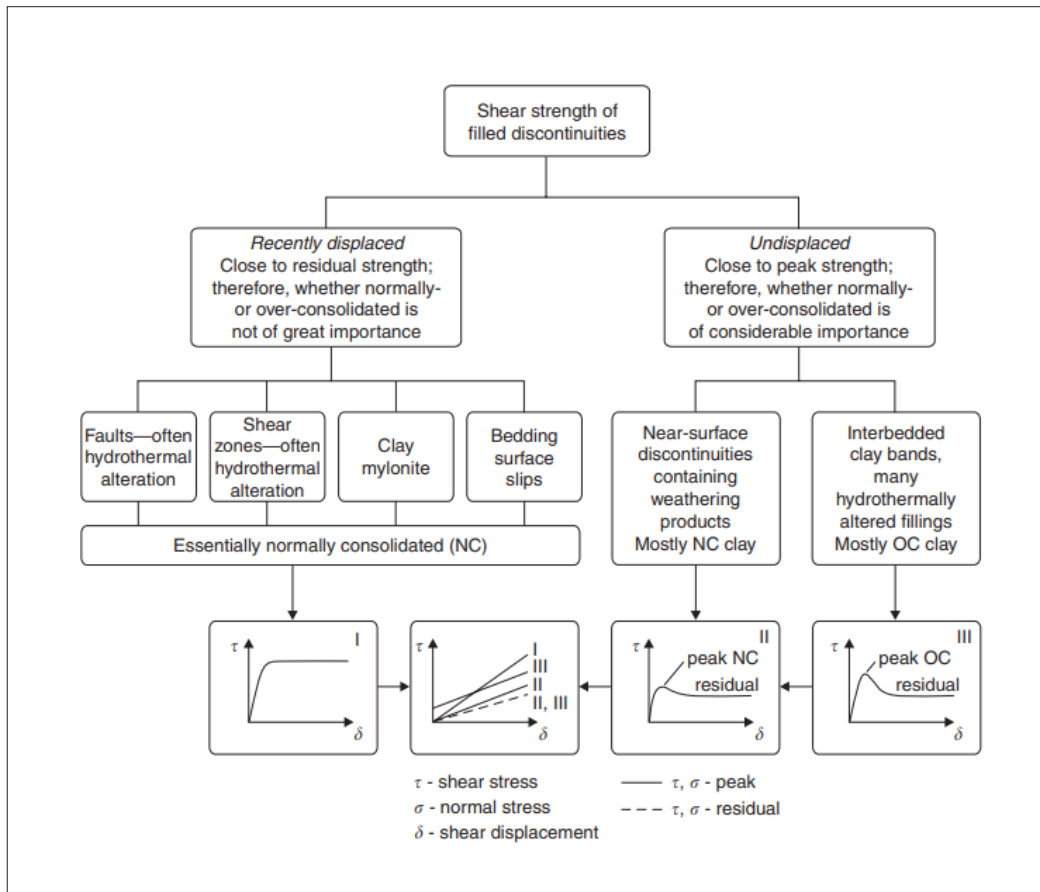 Shear strength of
filled discontinuities
Recently displaced
Close to residual strength;
therefore, whether normally-
or over-consolidated is
not of great importance
Undisplaced
Close to peak strength;
therefore, whether normally-
or over-consolidated is
of considerable importance
Faults—often
hydrothermal
alteration
Shear
zones—often
hydrothermal
alteration
Clay
mylonite
Bedding
surface
slips
Near-surface
discontinuities
containing
weathering
products
Mostly NC clay
Interbedded
clay bands,
many
hydrothermally
altered fillings
Mostly OC clay
Essentially normally consolidated (NC)
I
τ
δ
τ
I
III
II
II, III
δ
II
τ
peak NC
residual
δ
III
τ
peak OC
residual
δ
τ - shear stress
σ - normal stress
δ - shear displacement
τ, σ - peak
τ, σ - residual